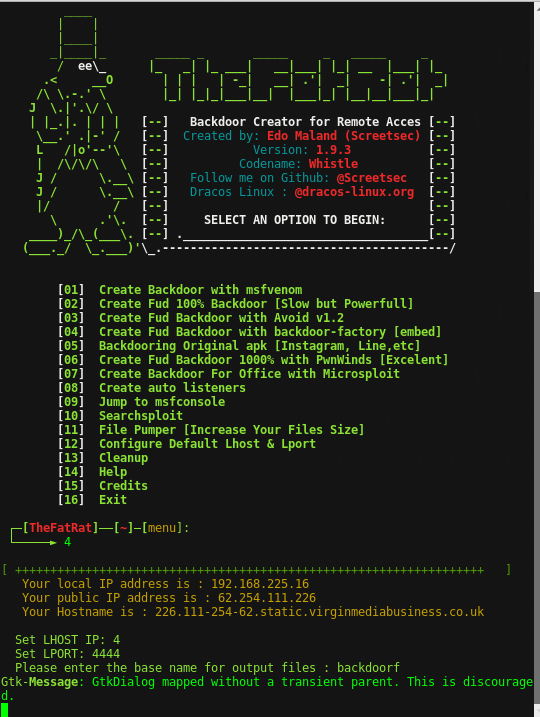 Backdoor Creator for Remote Acces
Created by: Edo Maland (Screetsec)
Version: 1.9.3
Codename: Whistle
Follow me on Github: @Screetsec
Dracos Linux : @dracos-linux.org
SELECT AN OPTION TO BEGIN:
[01] Create Backdoor with msfvenom
[02] Create Fud 100% Backdoor [Slow but Powerfull]
[03] Create Fud Backdoor with Avoid v1.2
[04] Create Fud Backdoor with backdoor-factory [embed]
[05] Backdooring Original apk [Instagram, Line,etc]
[06] Create Fud Backdoor 1000% with PwnWinds [Excelent]
[07] Create Backdoor For Office with Microsploit
[08] Create auto listeners
[09] Jump to msfconsole
[10] Searchsploit
[11] File Pumper [Increase Your Files Size]
[12] Configure Default Lhost & Lport
[13] Cleanup
[14] Help
[15] Credits
[16] Exit
[TheFatRat]—[~]—[menu]:
4
[ ++++++++++++++++++++++++++++++++++++++++++++++++++++++++++++++++++ ]
Your local IP address is : 192.168.225.16
Your public IP address is : 62.254.111.226
Your Hostname is : 226.111-254-62.static.virginmediabusiness.co.uk
Set LHOST IP: 4
Set LPORT: 4444
Please enter the base name for output files : backdoorf
Gtk-Message: GtkDialog mapped without a transient parent. This is discourage
d.